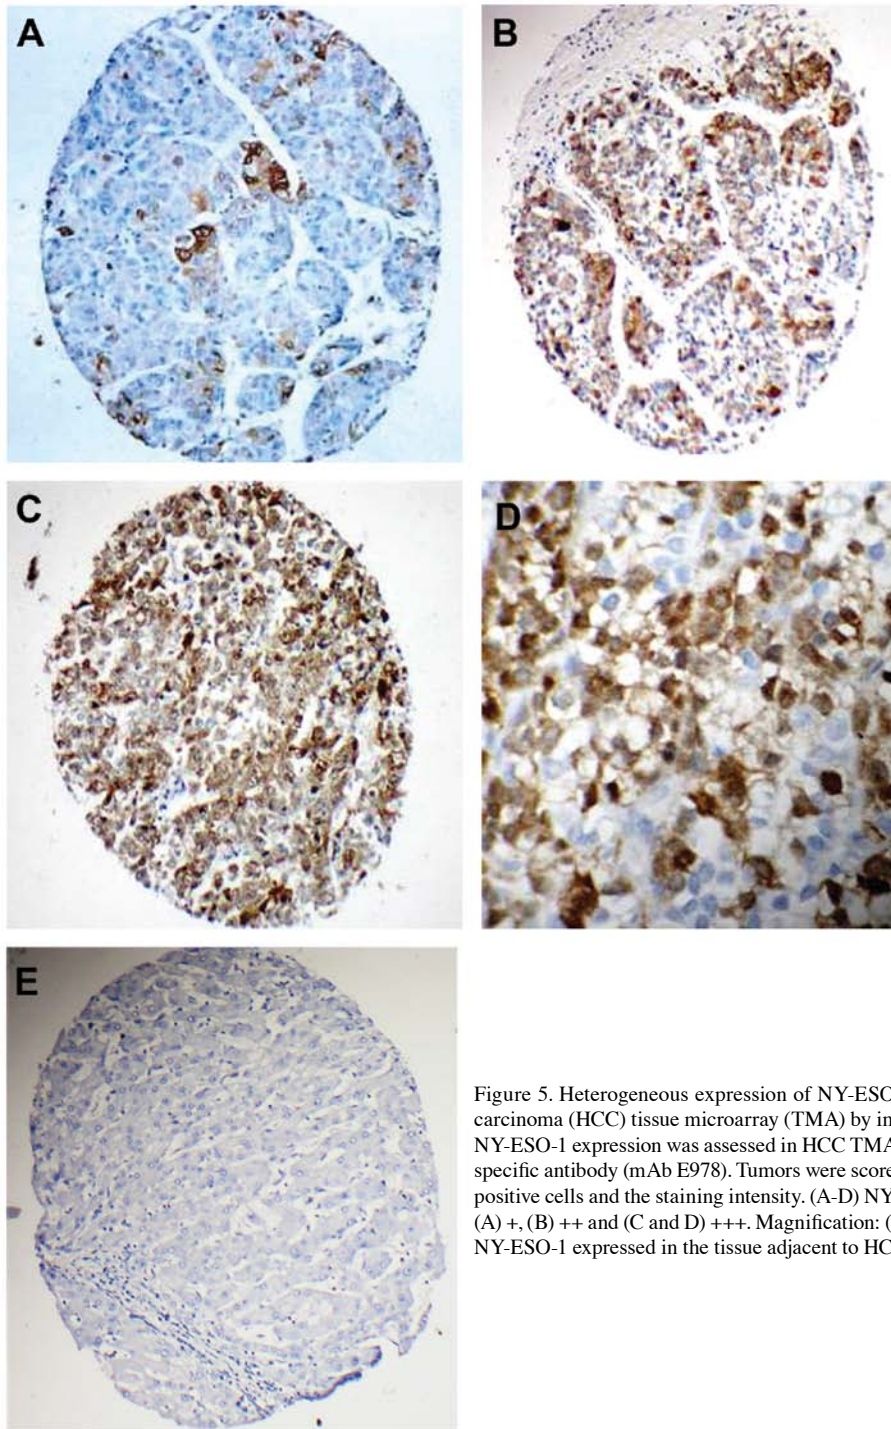 A
B
C
D
E
Figure 5. Heterogeneous expression of NY-ESO
carcinoma (HCC) tissue microarray (TMA) by in
NY-ESO-1 expression was assessed in HCC TMA
specific antibody (mAb E978). Tumors were score
positive cells and the staining intensity. (A-D) NY
(A) +, (B) ++ and (C and D) +++. Magnification: (
NY-ESO-1 expressed in the tissue adjacent to HC